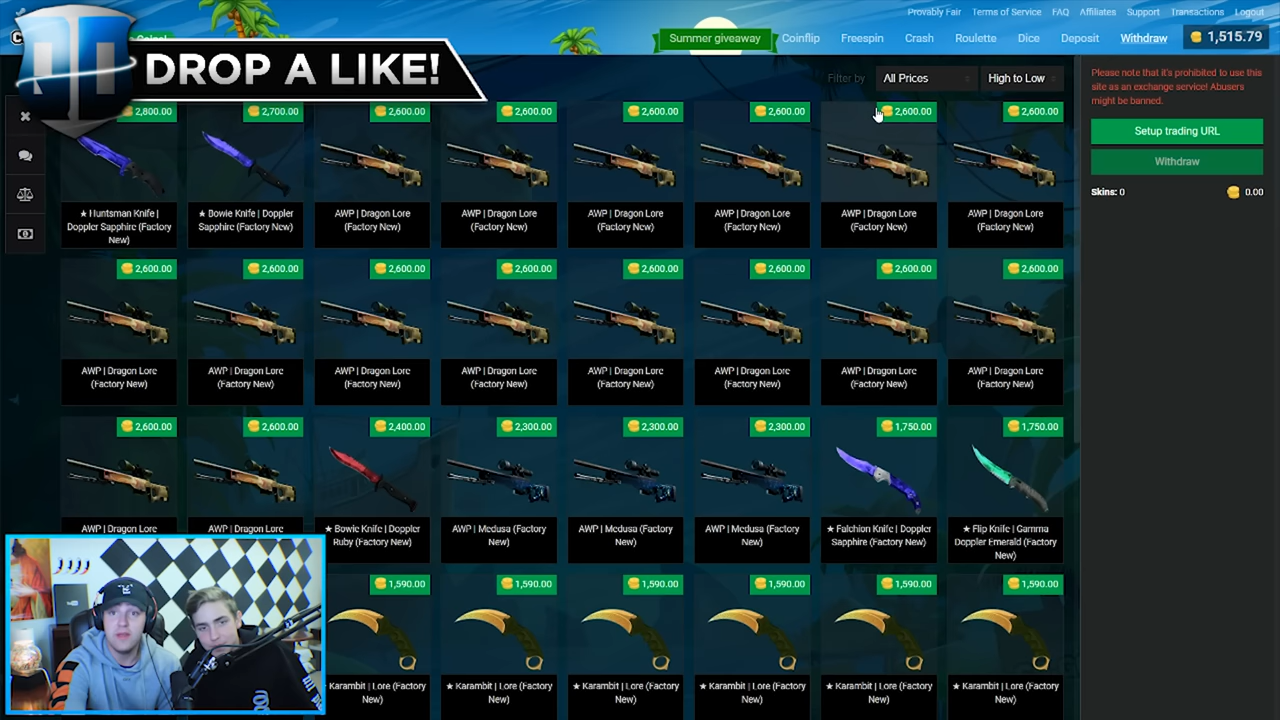 Provably Fair Terms of Service FAQ Affiliates Support Transactions Logout
Summer giveaway Coinflip Freespin Crash Roulette Dice Deposit Withdraw 1,515.79
DROP A LIKE!
Filter by All Prices High to Low
Please note that it's prohibited to use this
site as an exchange service! Abusers
might be banned.
Setup trading URL
Withdraw
Skins: 0 0.00
2,800.00 2,700.00 2,600.00 2,600.00 2,600.00 2,600.00 2,600.00 2,600.00
★ Huntsman Knife |
Doppler Sapphire (Factory
New)
★ Bowie Knife | Doppler
Sapphire (Factory New)
AWP | Dragon Lore
(Factory New)
AWP | Dragon Lore
(Factory New)
AWP | Dragon Lore
(Factory New)
AWP | Dragon Lore
(Factory New)
AWP | Dragon Lore
(Factory New)
AWP | Dragon Lore
(Factory New)
2,600.00 2,600.00 2,600.00 2,600.00 2,600.00 2,600.00 2,600.00 2,600.00
AWP | Dragon Lore
(Factory New)
AWP | Dragon Lore
(Factory New)
AWP | Dragon Lore
(Factory New)
AWP | Dragon Lore
(Factory New)
AWP | Dragon Lore
(Factory New)
AWP | Dragon Lore
(Factory New)
AWP | Dragon Lore
(Factory New)
AWP | Dragon Lore
(Factory New)
2,600.00 2,600.00 2,400.00 2,300.00 2,300.00 2,300.00 1,750.00 1,750.00
AWP | Dragon Lore
AWP | Dragon Lore
★ Bowie Knife | Doppler
Ruby (Factory New)
AWP | Medusa (Factory
New)
AWP | Medusa (Factory
New)
AWP | Medusa (Factory
New)
★ Falchion Knife | Doppler
Sapphire (Factory New)
★ Flip Knife | Gamma
Doppler Emerald (Factory
New)
1,590.00 1,590.00 1,590.00 1,590.00 1,590.00 1,590.00
Karambit | Lore (Factory
New)
★ Karambit | Lore (Factory
New)
★ Karambit | Lore (Factory
New)
★ Karambit | Lore (Factory
New)
★ Karambit | Lore (Factory
New)
★ Karambit | Lore (Factory
New)